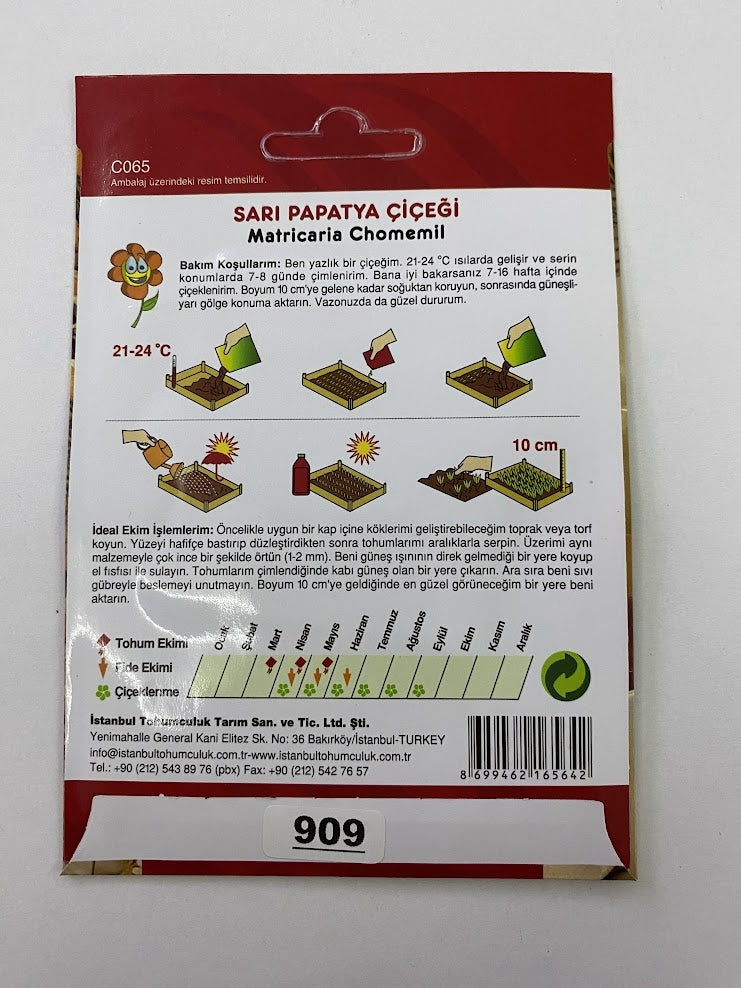 C065
Ambalaj üzerindeki resim temsilidir.
SARI PAPATYA ÇİÇEĞİ
Matricaria Chomemil
Bakım Koşullarım: Ben yazlık bir çiçeğim. 21-24 °C ısılarda gelişir ve serin
konumlarda 7-8 günde çimlenirim. Bana iyi bakarsanız 7-16 hafta içinde
çiçeklenirim. Boyum 10 cm'ye gelene kadar soğuktan koruyun, sonrasında güneşli-
yarı gölge konuma aktarın. Vazonuzda da güzel dururum.
21-24 °C
10 cm
İdeal Ekim İşlemlerim: Öncelikle uygun bir kap içine köklerimi geliştirebileceğim toprak veya torf
koyun. Yüzeyi hafifçe bastırıp düzleştirdikten sonra tohumlarımı aralıklarla serpin. Üzerimi aynı
malzemeyle çok ince bir şekilde örtün (1-2 mm). Beni güneş ışınının direk gelmediği bir yere koyup
el fısfısı ile sulayın. Tohumlarım çimlendiğinde kabı güneş olan bir yere çıkarın. Ara sıra beni sıvı
gübreyle beslemeyi unutmayın. Boyum 10 cm'ye geldiğinde en güzel görüneceğim bir yere beni
aktarın.
Ocak Şubat Mart Nisan Mayıs Haziran Temmuz Ağustos Eylül Ekim Kasım Aralık
Tohum Ekimi
Fide Ekimi
Çiçeklenme
İstanbul Tohumculuk Tarım San. ve Tic. Ltd. Şti.
Yenimahalle General Kani Elitez Sk. No: 36 Bakırköy/İstanbul-TURKEY
info@istanbultohumculuk.com.tr-www.istanbultohumculuk.com.tr
Tel.: +90 (212) 543 89 76 (pbx) Fax: +90 (212) 542 76 57
8 699462 165642
909